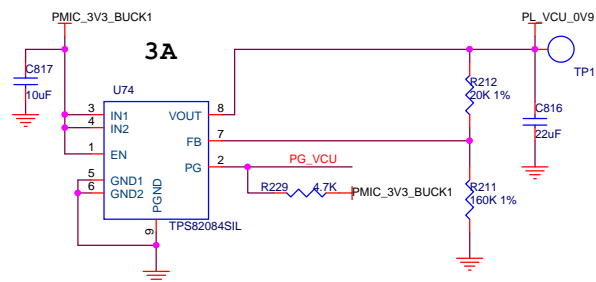 PMIC_3V3_BUCK1
PL_VCU_0V9
3A
TP1
C817
10uF
U74
R212
20K 1%
C816
22uF
3 IN1
4 IN2
VOUT 8
FB 7
1 EN
PG 2
PG_VCU
5 GND1
6 GND2
PGND
9
R229 4.7K
PMIC_3V3_BUCK1
R211
160K 1%
TPS82084SIL